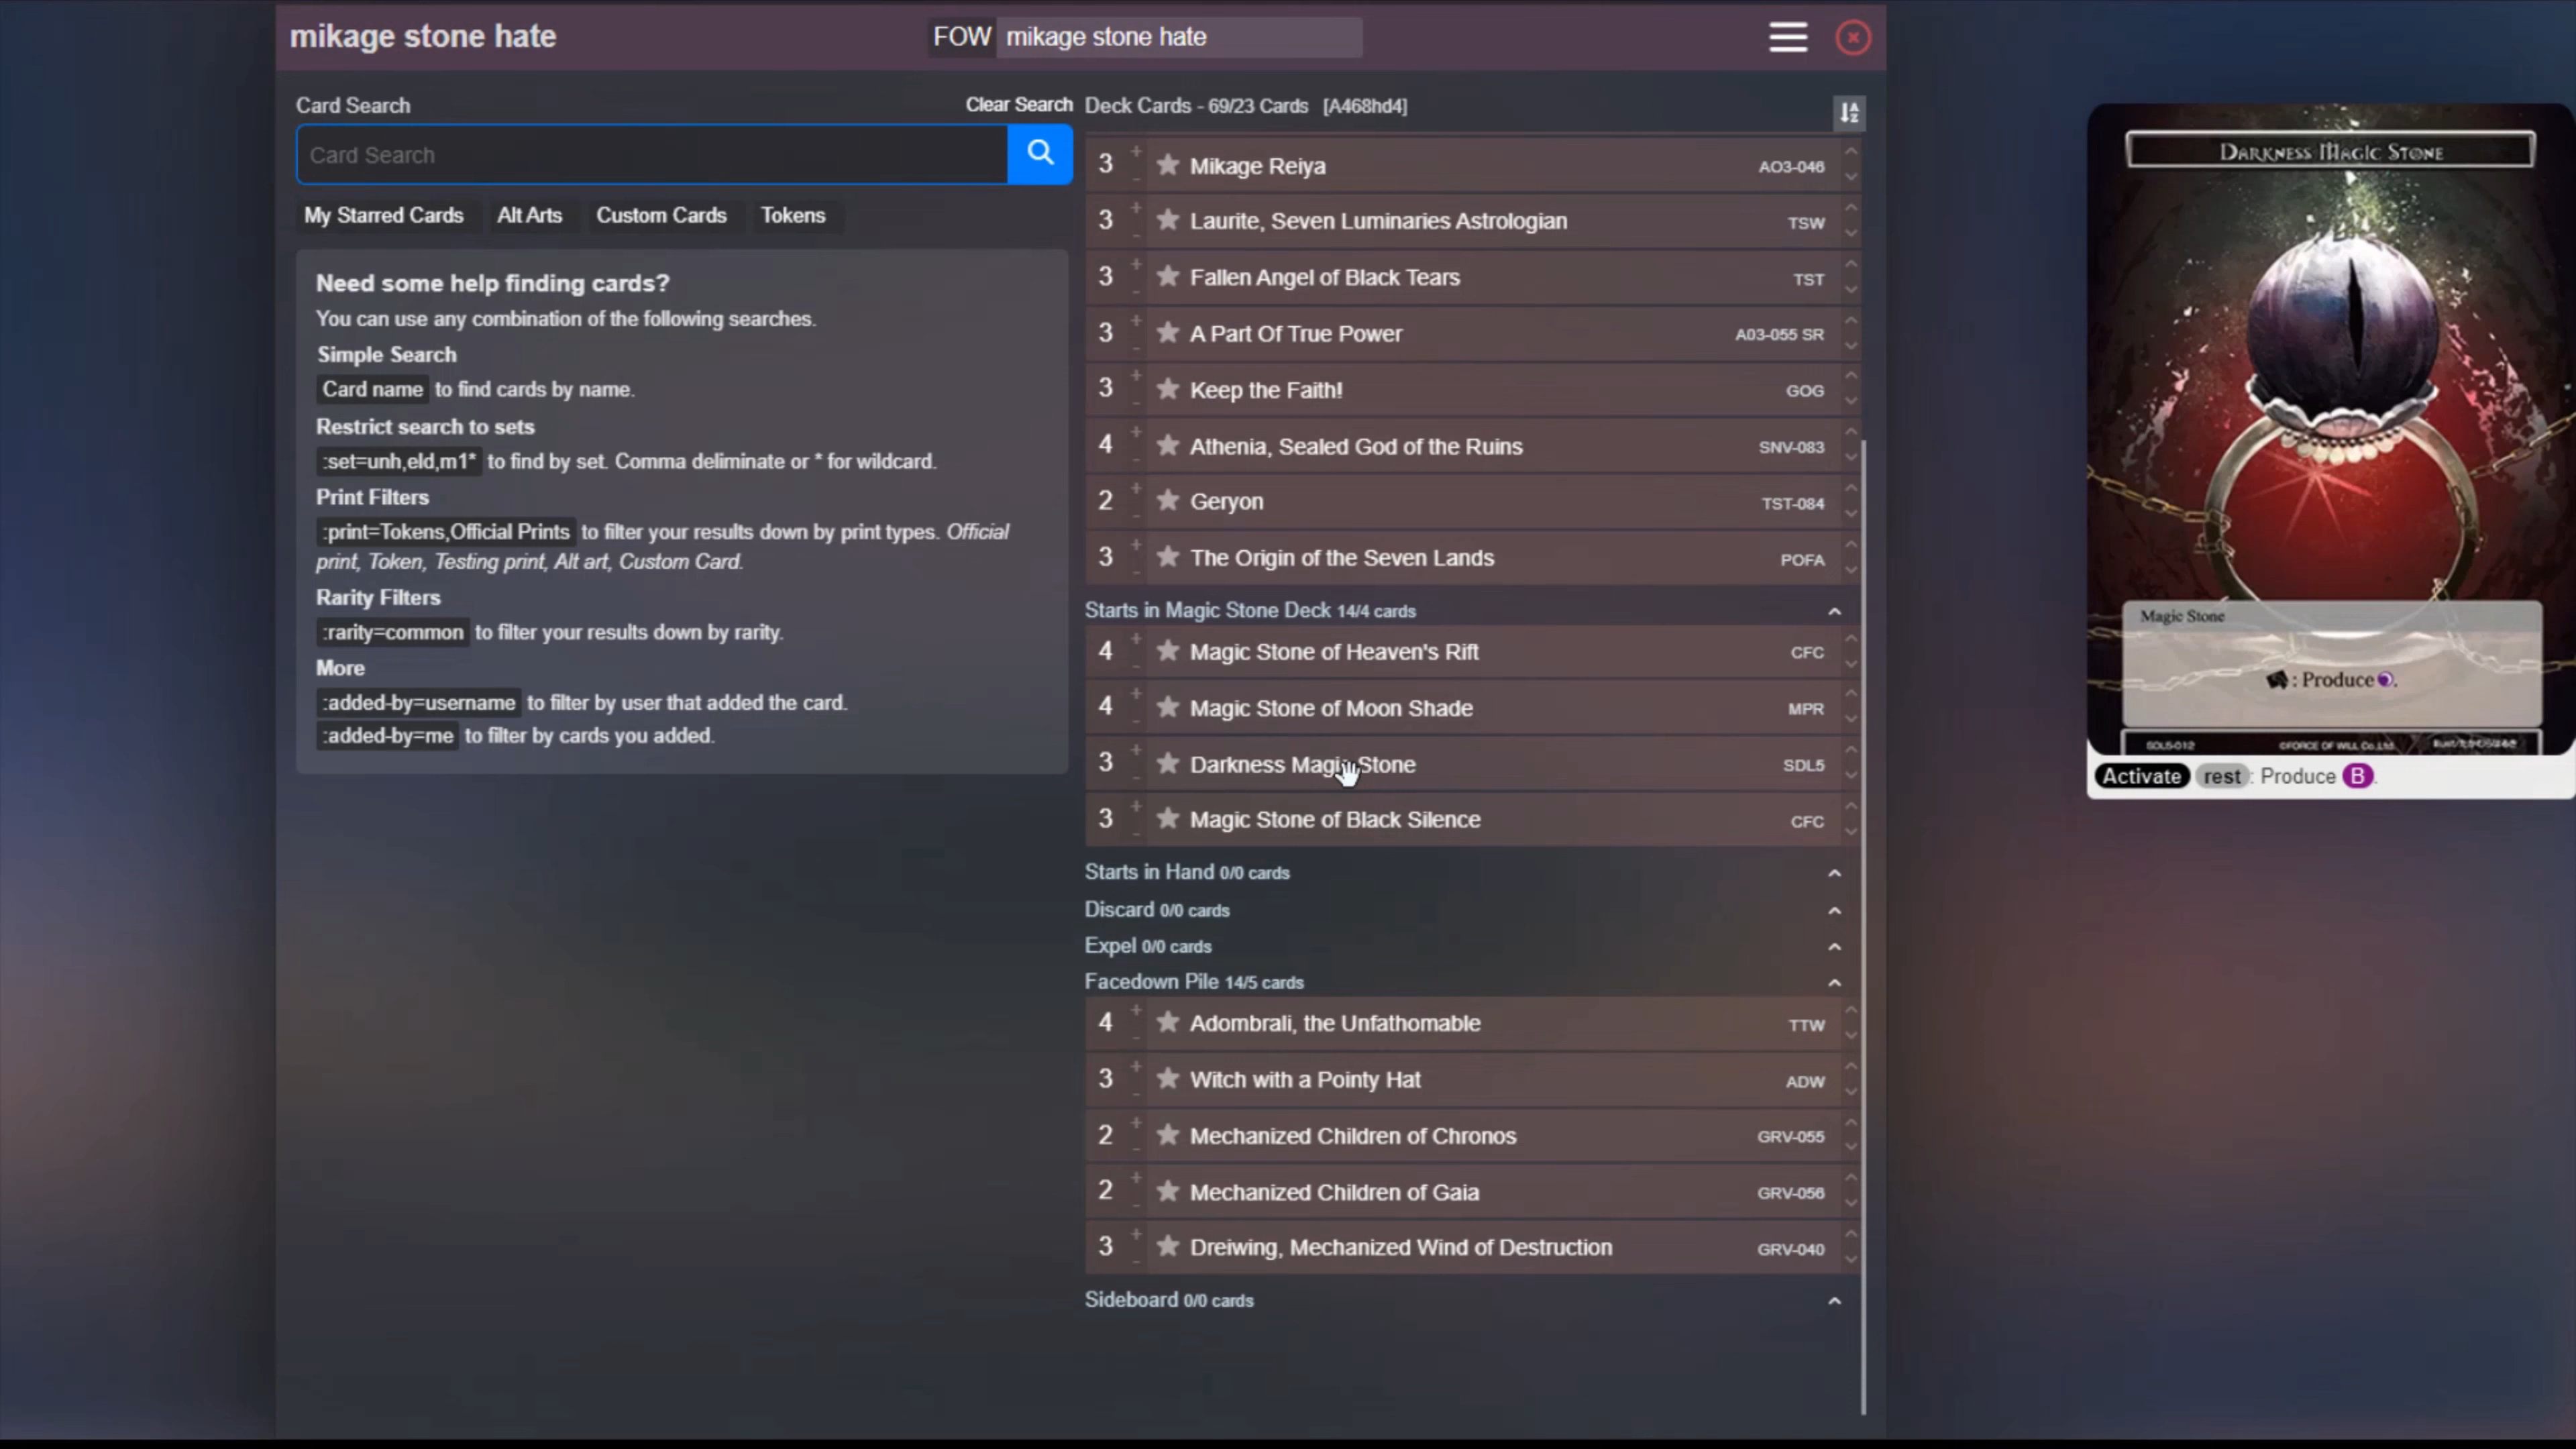 mikage stone hate
FOW mikage stone hate
Card Search
Clear Search
Card Search
My Starred Cards Alt Arts Custom Cards Tokens
Need some help finding cards?
You can use any combination of the following searches.
Simple Search
Card name to find cards by name.
Restrict search to sets
:set=unh,eld,m1* to find by set. Comma deliminate or * for wildcard.
Print Filters
:print=Tokens,Official Prints to filter your results down by print types. Official
print, Token, Testing print, Alt art, Custom Card.
Rarity Filters
:rarity=common to filter your results down by rarity.
More
:added-by=username to filter by user that added the card.
:added-by=me to filter by cards you added.
Deck Cards - 69/23 Cards [A468hd4]
3 Mikage Reiya AO3-046
3 Laurite, Seven Luminaries Astrologian TSW
3 Fallen Angel of Black Tears TST
3 A Part Of True Power A03-055 SR
3 Keep the Faith! GOG
4 Athenia, Sealed God of the Ruins SNV-083
2 Geryon TST-084
3 The Origin of the Seven Lands POFA
Starts in Magic Stone Deck 14/4 cards
4 Magic Stone of Heaven's Rift CFC
4 Magic Stone of Moon Shade MPR
3 Darkness Magic Stone SDL5
3 Magic Stone of Black Silence CFC
Starts in Hand 0/0 cards
Discard 0/0 cards
Expel 0/0 cards
Facedown Pile 14/5 cards
4 Adombrali, the Unfathomable TTW
3 Witch with a Pointy Hat ADW
2 Mechanized Children of Chronos GRV-055
2 Mechanized Children of Gaia GRV-056
3 Dreiwing, Mechanized Wind of Destruction GRV-040
Sideboard 0/0 cards
Darkness Magic Stone
Magic Stone
: Produce .
SDL5-012 ©FORCE OF WILL Co.,Ltd.
Activate rest : Produce B .